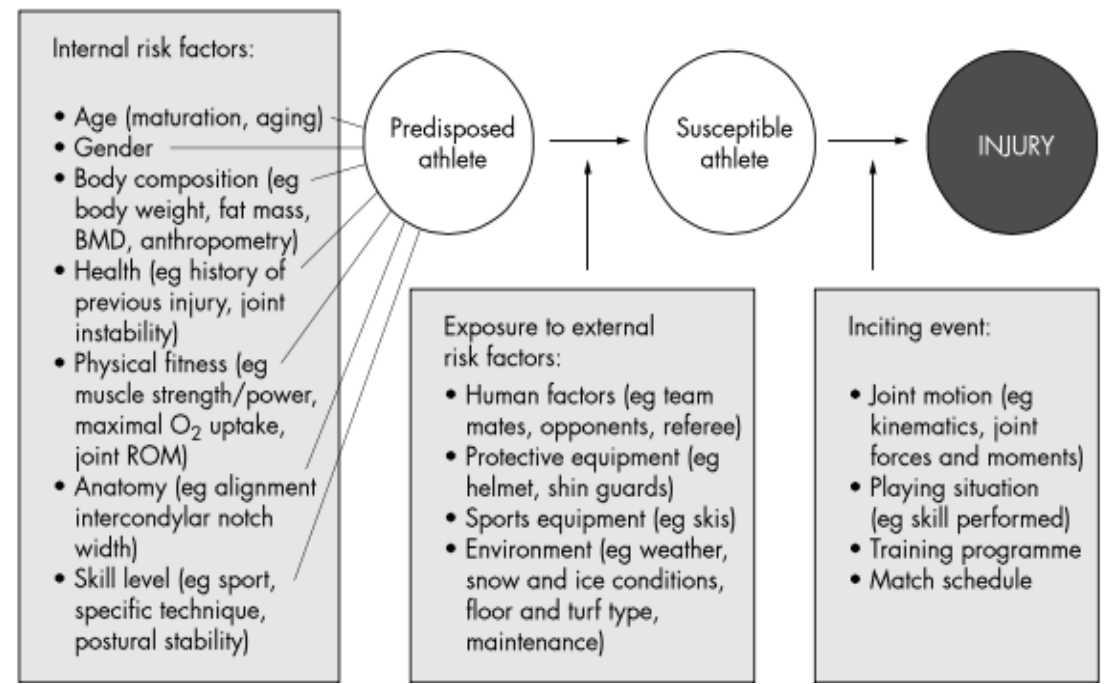 Internal risk factors:
• Age (maturation, aging)
• Gender
• Body composition (eg
body weight, fat mass,
BMD, anthropometry)
• Health (eg history of
previous injury, joint
instability)
• Physical fitness (eg
muscle strength/power,
maximal O2 uptake,
joint ROM)
• Anatomy (eg alignment
intercondylar notch
width)
• Skill level (eg sport,
specific technique,
postural stability)
Predisposed
athlete
Susceptible
athlete
INJURY
Exposure to external
risk factors:
• Human factors (eg team
mates, opponents, referee)
• Protective equipment (eg
helmet, shin guards)
• Sports equipment (eg skis)
• Environment (eg weather,
snow and ice conditions,
floor and turf type,
maintenance)
Inciting event:
• Joint motion (eg
kinematics, joint
forces and moments)
• Playing situation
(eg skill performed)
• Training programme
• Match schedule